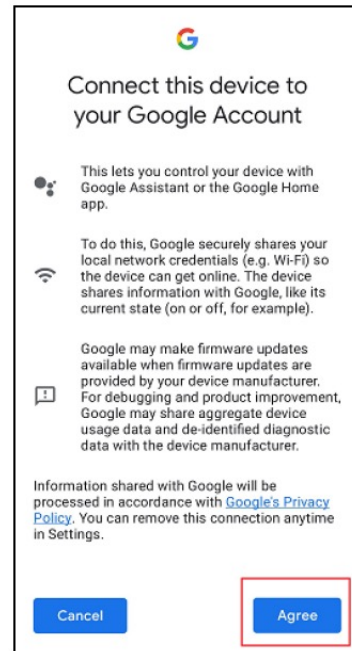 Connect this device to
your Google Account
This lets you control your device with
Google Assistant or the Google Home
app.
To do this, Google securely shares your
local network credentials (e.g. Wi-Fi) so
the device can get online. The device
shares information with Google, like its
current state (on or off, for example).
Google may make firmware updates
available when firmware updates are
provided by your device manufacturer.
For debugging and product improvement,
Google may share aggregate device
usage data and de-identified diagnostic
data with the device manufacturer.
Information shared with Google will be
processed in accordance with Google's Privacy
Policy. You can remove this connection anytime
in Settings.
Cancel
Agree